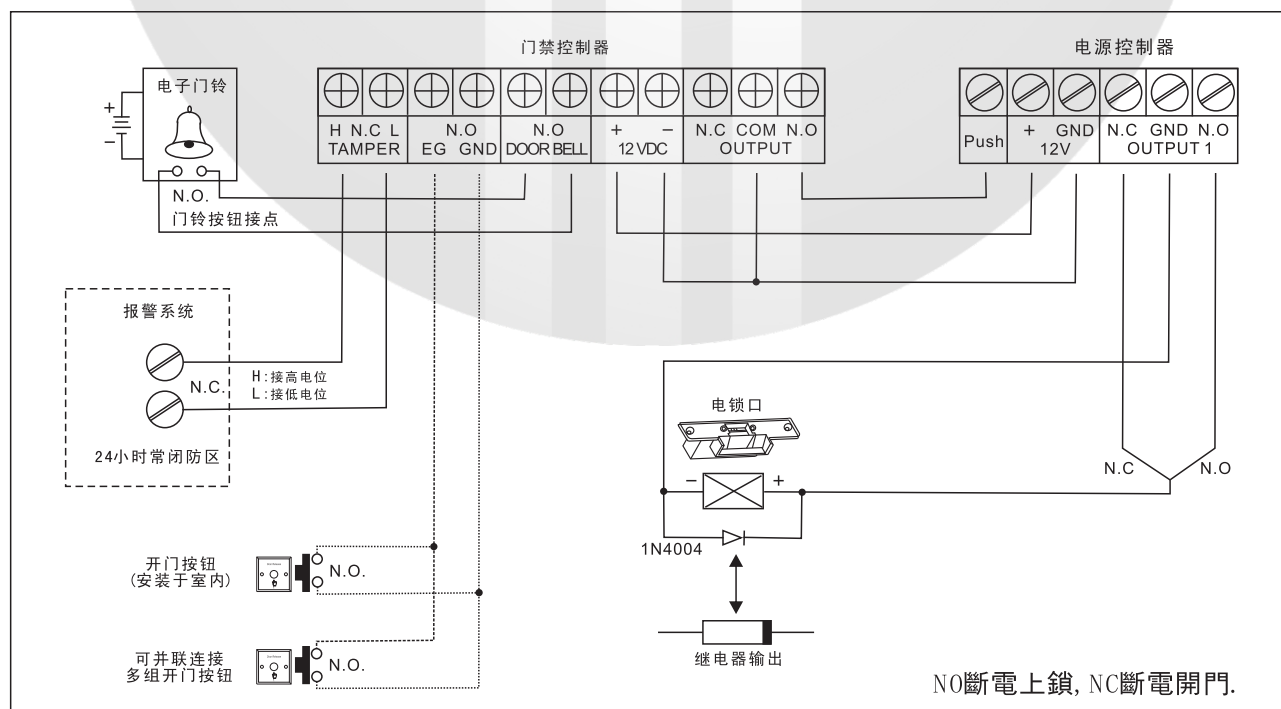 门禁控制器
电源控制器
电子门铃
+
−
H N.C L
TAMPER
N.O
EG GND
N.O
DOOR BELL
+ −
12VDC
N.C COM N.O
OUTPUT
Push
+ GND
12V
N.C GND N.O
OUTPUT 1
N.O.
门铃按钮接点
报警系统
N.C.
H:接高电位
L:接低电位
24小时常闭防区
电锁口
− +
1N4004
N.C N.O
开门按钮
(安装于室内)
N.O.
可并联连接
多组开门按钮
N.O.
继电器输出
NO斷電上鎖, NC斷電開門.